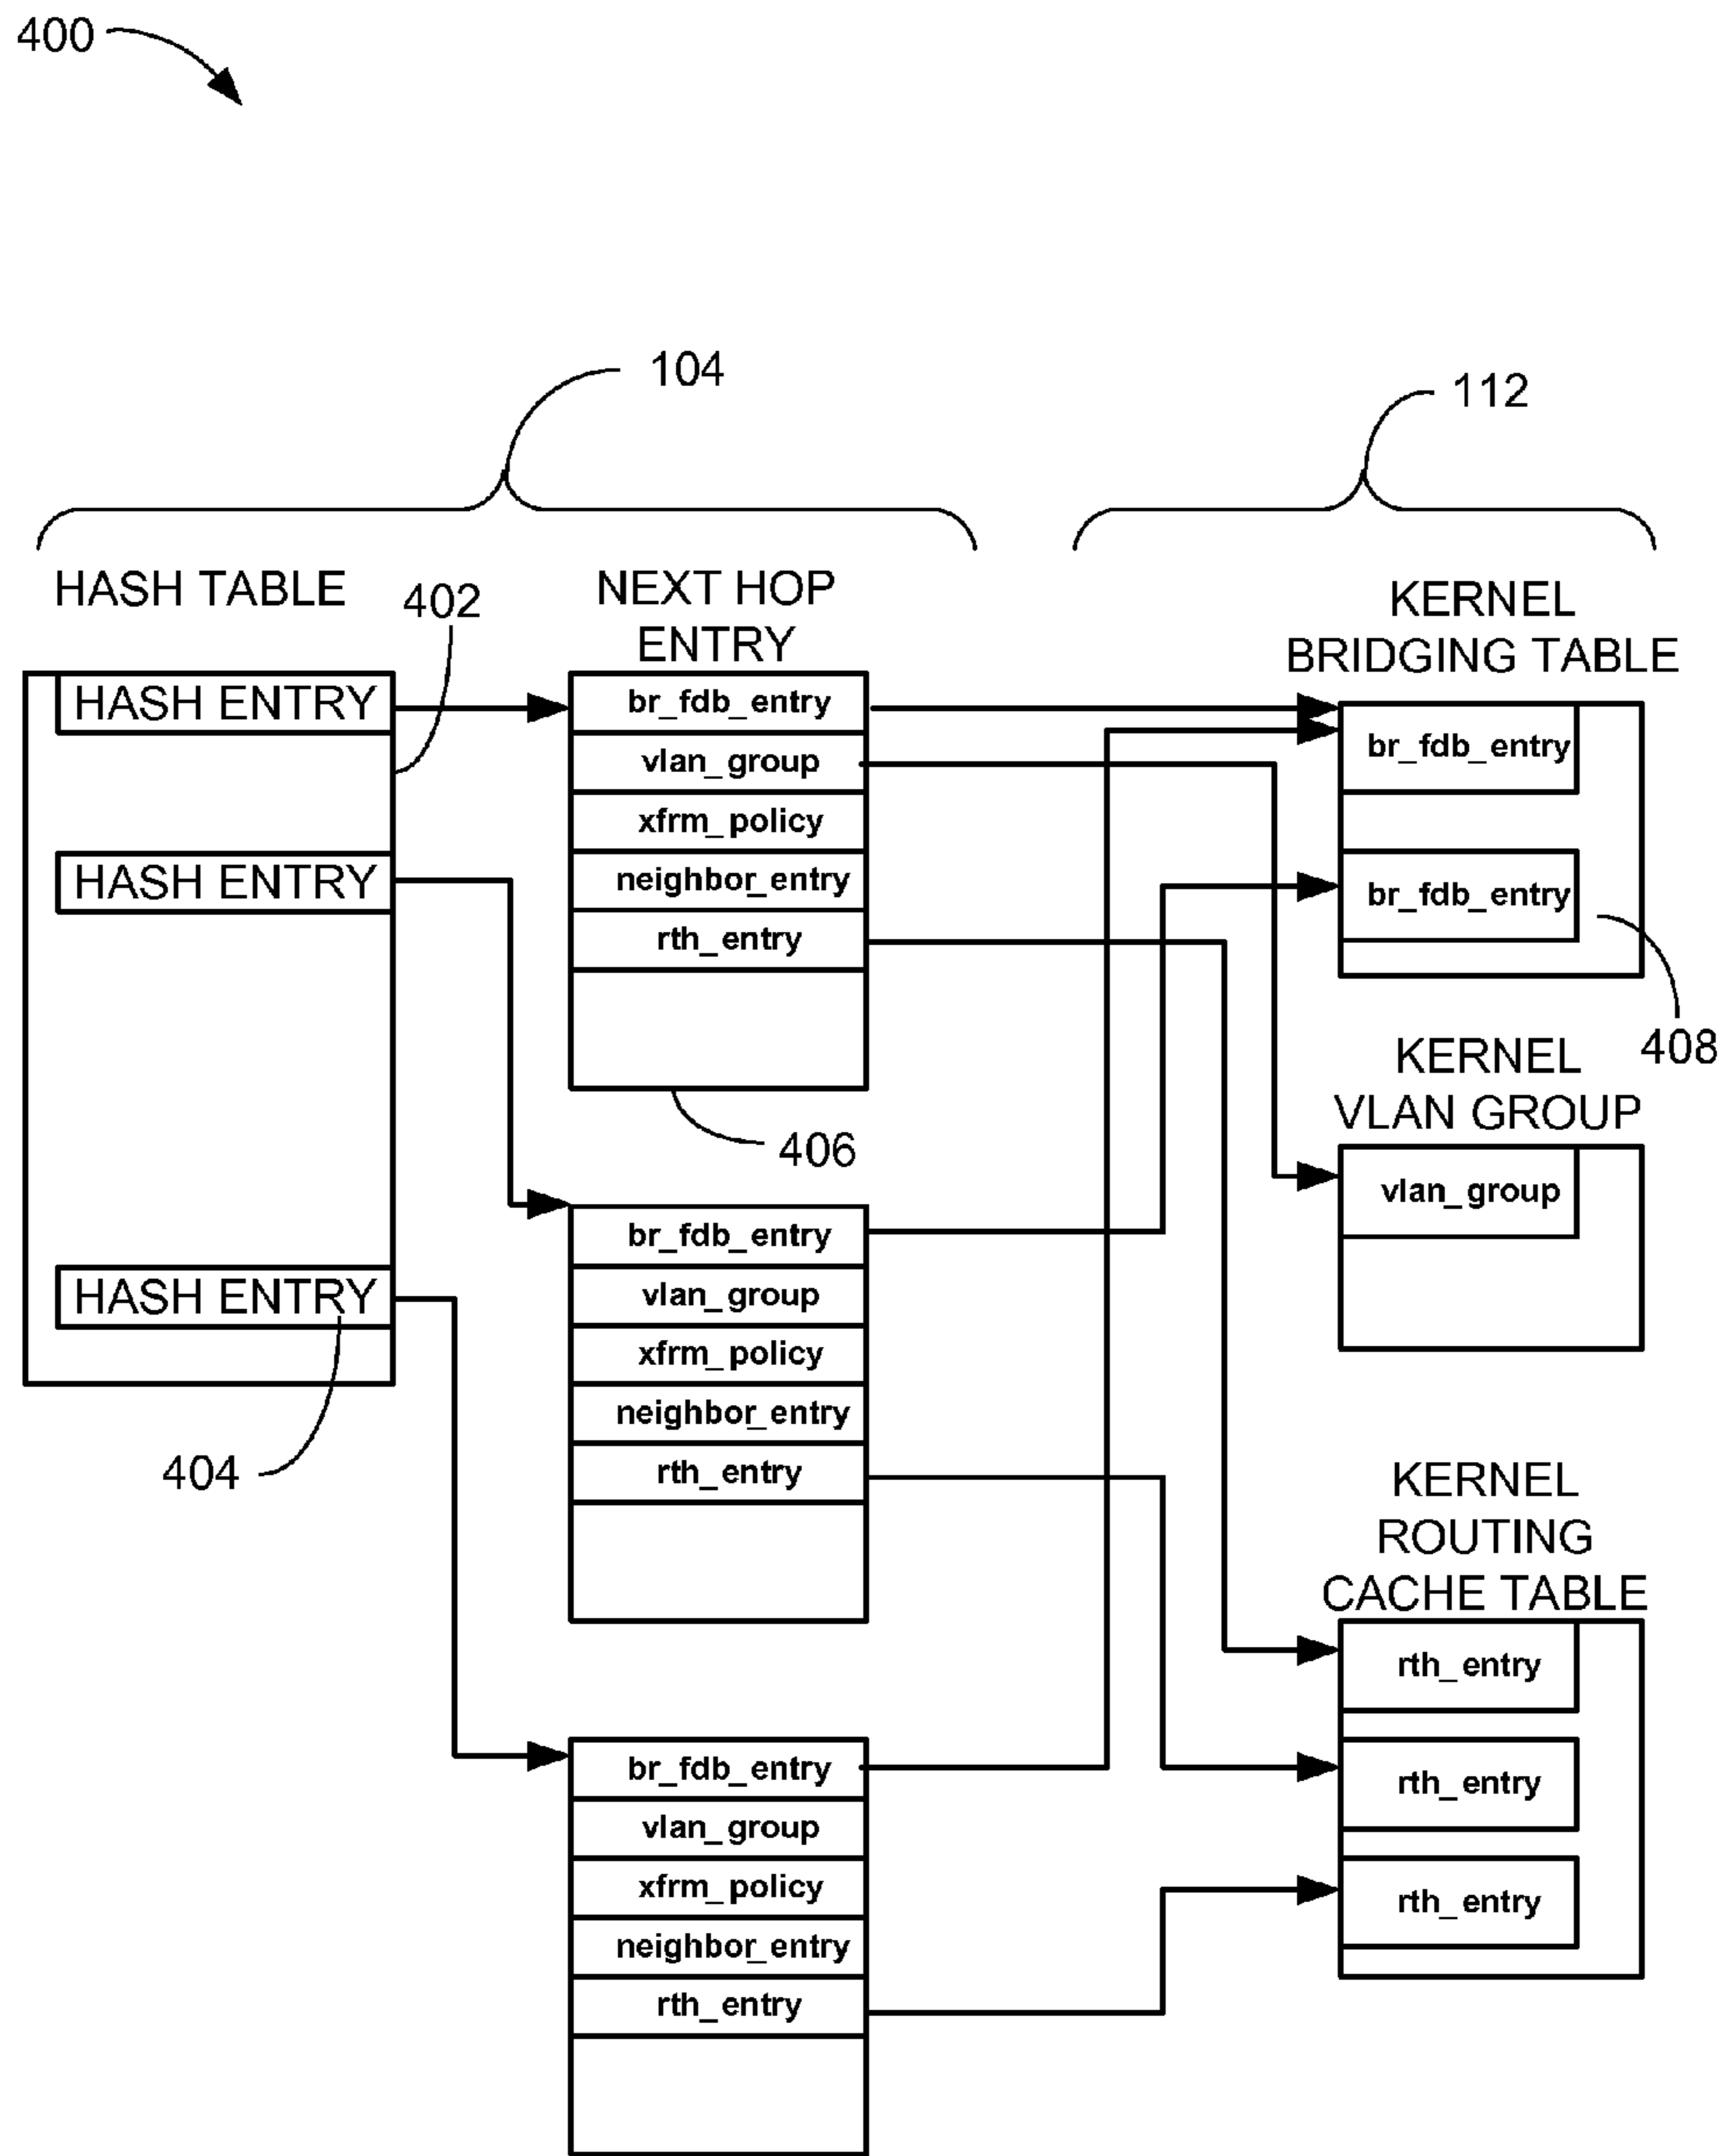 400
104
112
HASH TABLE
402
NEXT HOP
ENTRY
KERNEL
BRIDGING TABLE
HASH ENTRY
HASH ENTRY
HASH ENTRY
404
br_fdb_entry
vlan_group
xfrm_policy
neighbor_entry
rth_entry
406
br_fdb_entry
vlan_group
xfrm_policy
neighbor_entry
rth_entry
br_fdb_entry
vlan_group
xfrm_policy
neighbor_entry
rth_entry
br_fdb_entry
br_fdb_entry
408
KERNEL
VLAN GROUP
vlan_group
KERNEL
ROUTING
CACHE TABLE
rth_entry
rth_entry
rth_entry